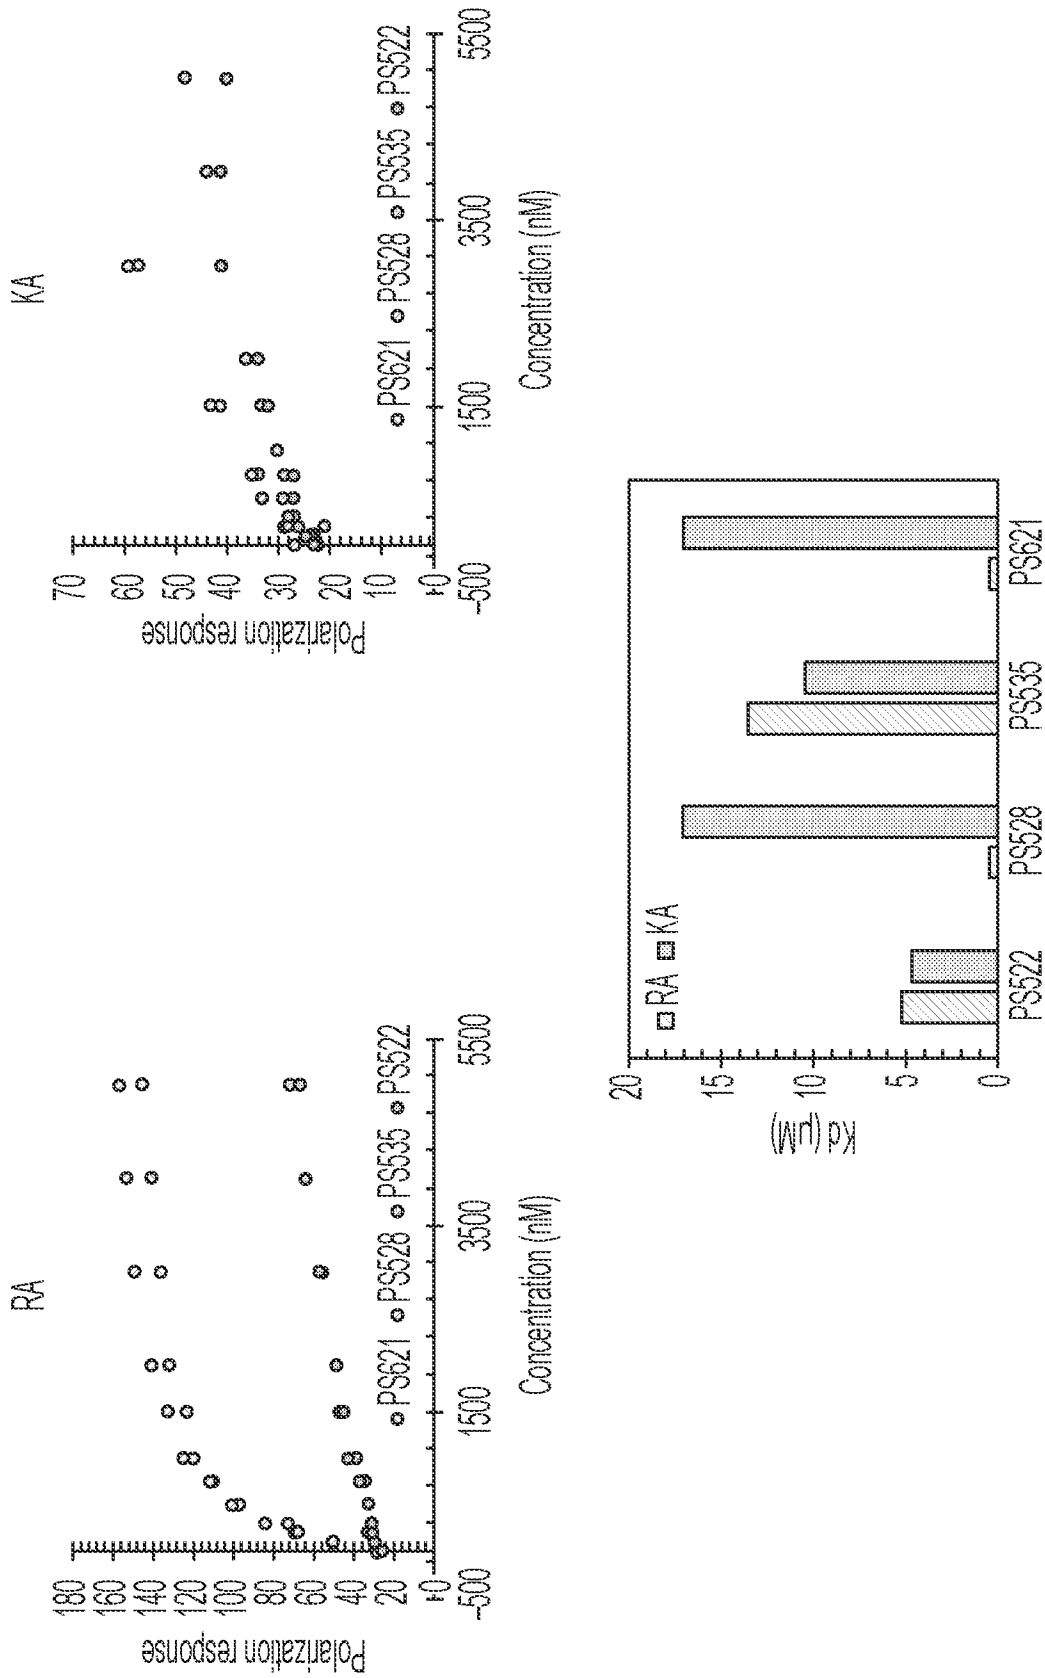 RA
Polarization response
180
160
140
120
100
80
60
40
20
0
-500 1500 3500 5500
PS621 PS528 PS535 PS522
Concentration (nM)
KA
Polarization response
70
60
50
40
30
20
10
0
-500 1500 3500 5500
PS621 PS528 PS535 PS522
Concentration (nM)
Kd (µM)
20
15
10
5
0
RA KA
PS522 PS528 PS535 PS621